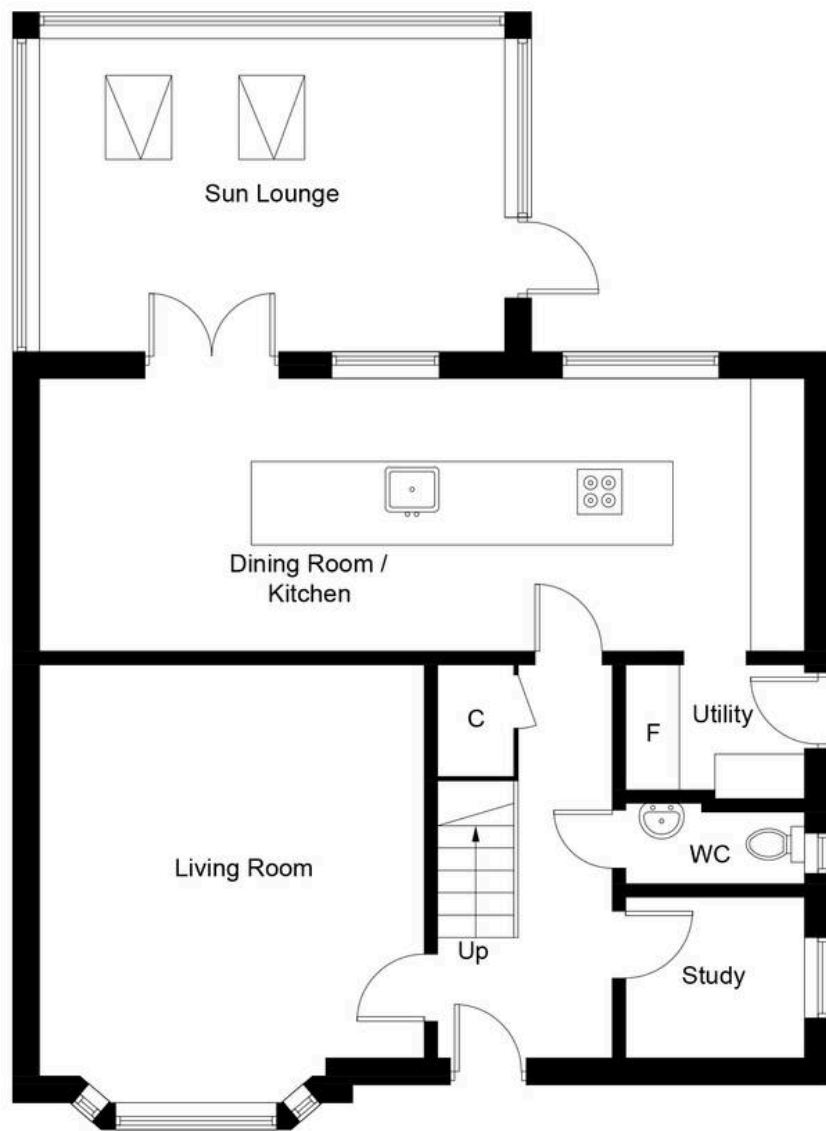 Sun Lounge
Dining Room /
Kitchen
C
F
Utility
Living Room
WC
Up
Study